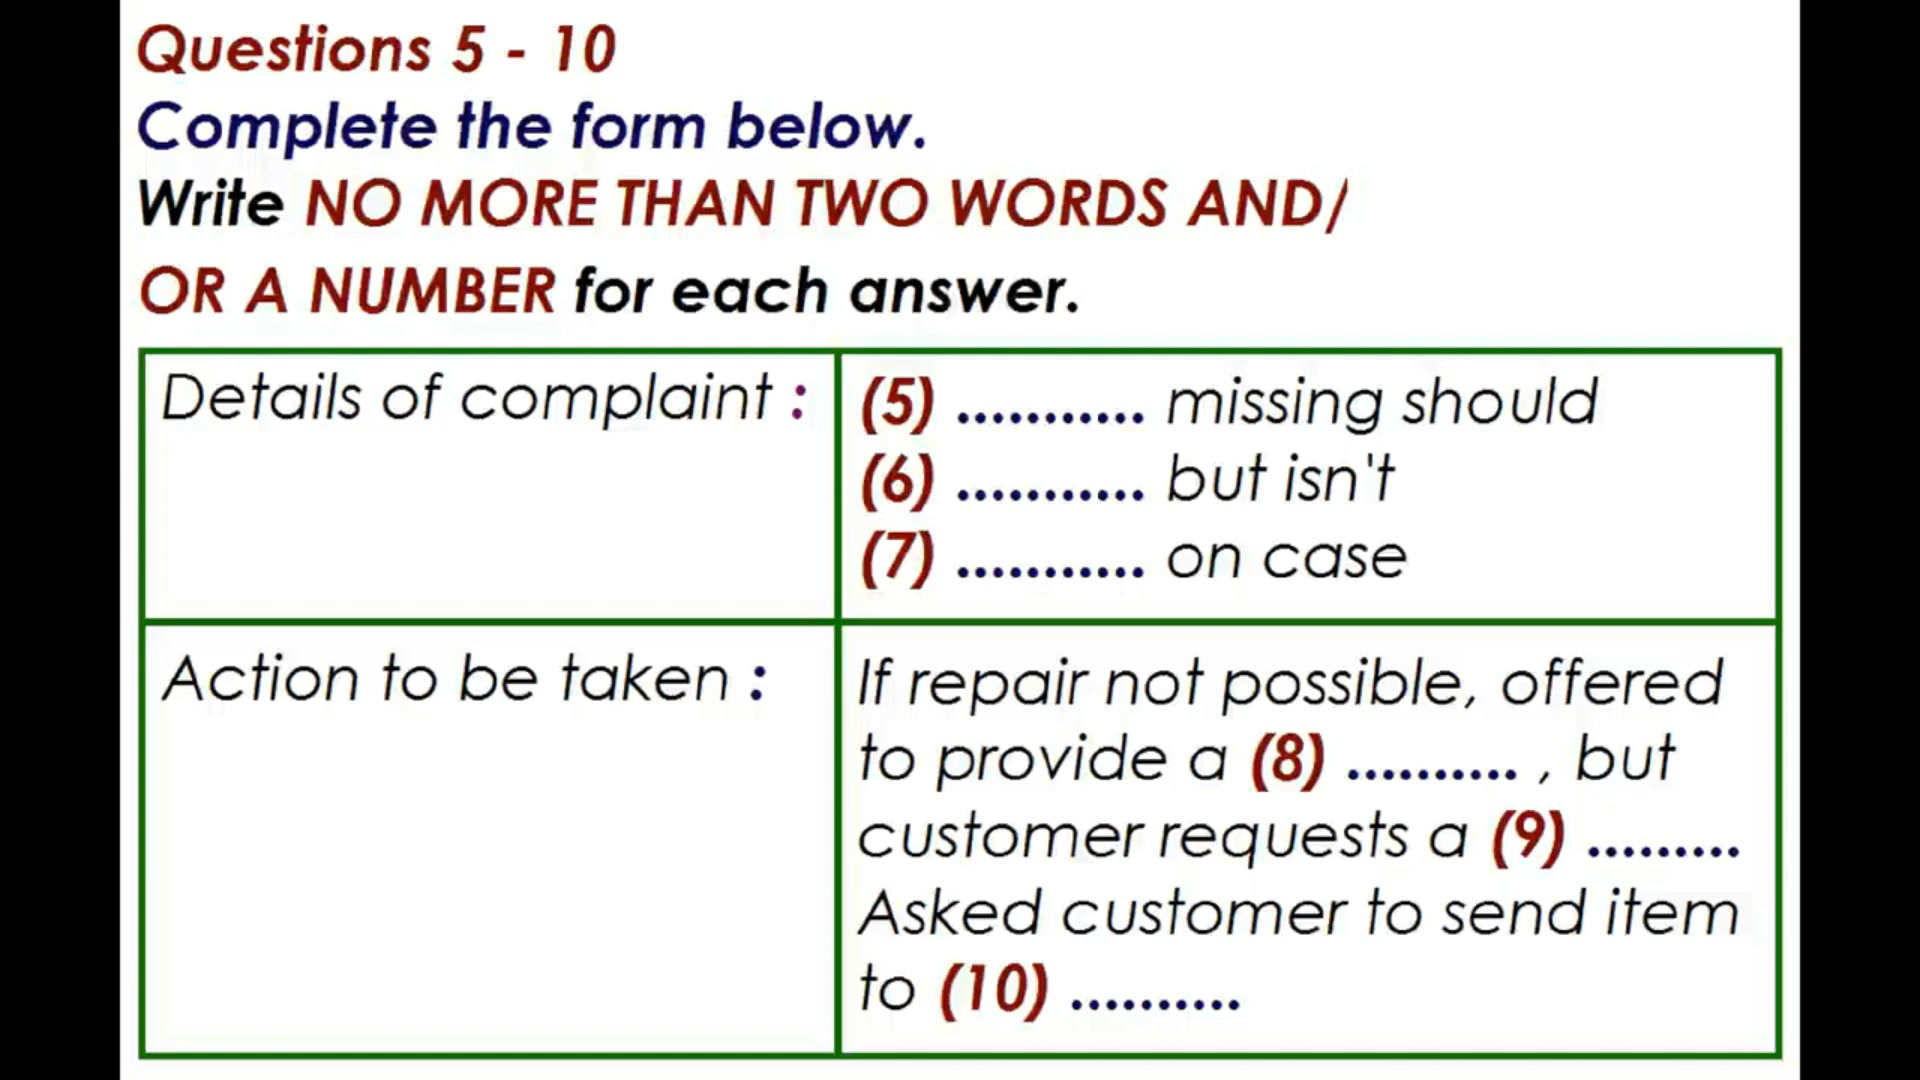 Questions 5 - 10
Complete the form below.
Write NO MORE THAN TWO WORDS AND/
OR A NUMBER for each answer.
Details of complaint :
(5) ........... missing should
(6) ........... but isn't
(7) ........... on case
Action to be taken :
If repair not possible, offered
to provide a (8) .......... , but
customer requests a (9) .........
Asked customer to send item
to (10) ..........